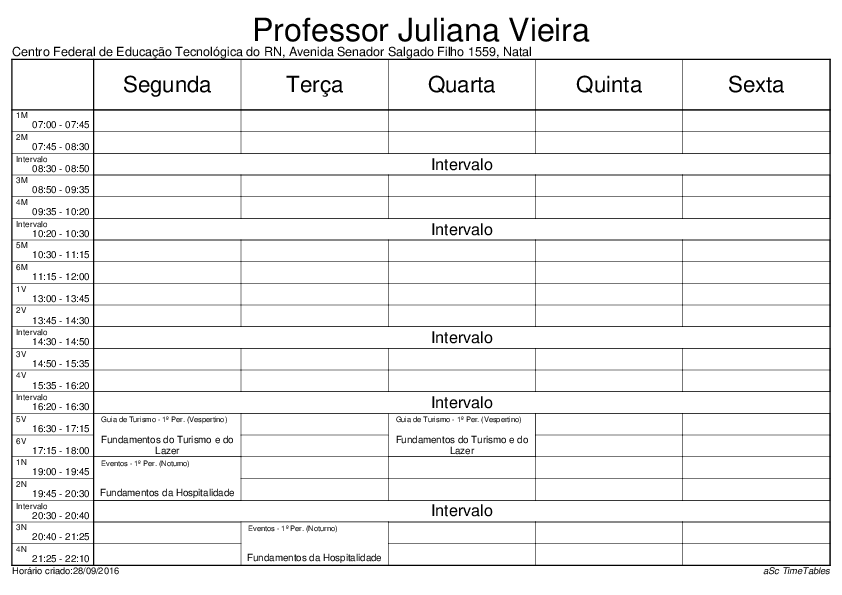 Professor Juliana Vieira
Centro Federal de Educação Tecnológica do RN, Avenida Senador Salgado Filho 1559, Natal
Segunda Terça Quarta Quinta Sexta
1M
07:00 - 07:45
2M
07:45 - 08:30
Intervalo
08:30 - 08:50
Intervalo
3M
08:50 - 09:35
4M
09:35 - 10:20
Intervalo
10:20 - 10:30
Intervalo
5M
10:30 - 11:15
6M
11:15 - 12:00
1V
13:00 - 13:45
2V
13:45 - 14:30
Intervalo
14:30 - 14:50
Intervalo
3V
14:50 - 15:35
4V
15:35 - 16:20
Intervalo
16:20 - 16:30
Intervalo
5V
16:30 - 17:15
6V
17:15 - 18:00
Guia de Turismo - 1º Per. (Vespertino)
Fundamentos do Turismo e do
Lazer
Guia de Turismo - 1º Per. (Vespertino)
Fundamentos do Turismo e do
Lazer
1N
19:00 - 19:45
2N
19:45 - 20:30
Eventos - 1º Per. (Noturno)
Fundamentos da Hospitalidade
Intervalo
20:30 - 20:40
Intervalo
3N
20:40 - 21:25
4N
21:25 - 22:10
Eventos - 1º Per. (Noturno)
Fundamentos da Hospitalidade
Horário criado:28/09/2016
aSc TimeTables